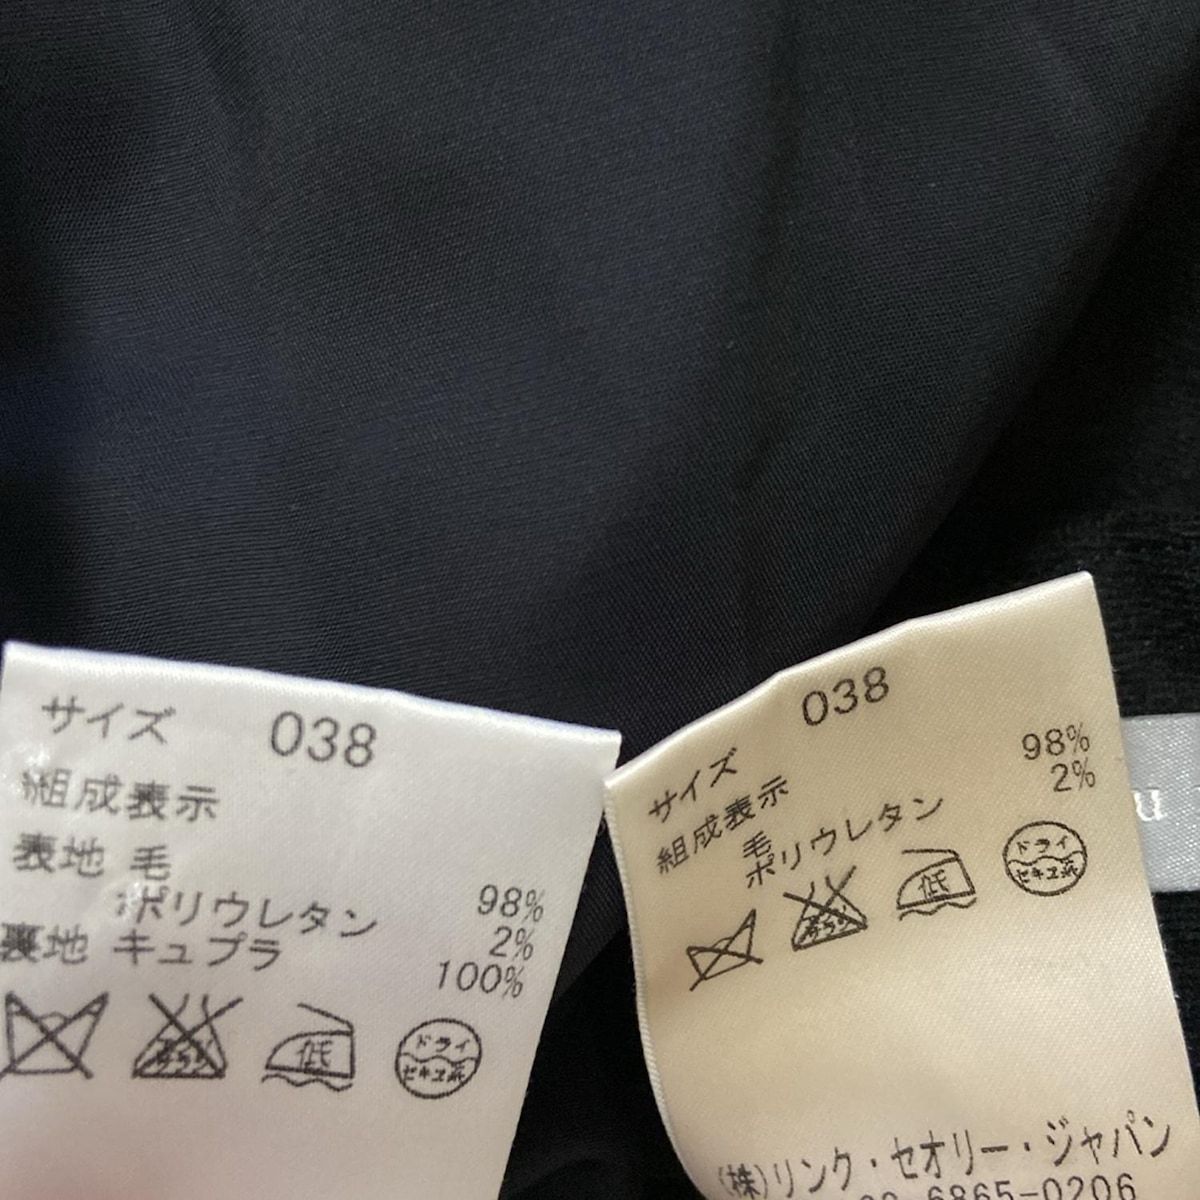 サイズ 038
組成表示
表地 毛 98%
ポリウレタン 2%
裏地 キュプラ 100%
低
ドライ
セキユ系
サイズ 038
組成表示
毛 98%
ポリウレタン 2%
低
ドライ
セキユ系
(株)リンク・セオリー・ジャパン
6865-0206